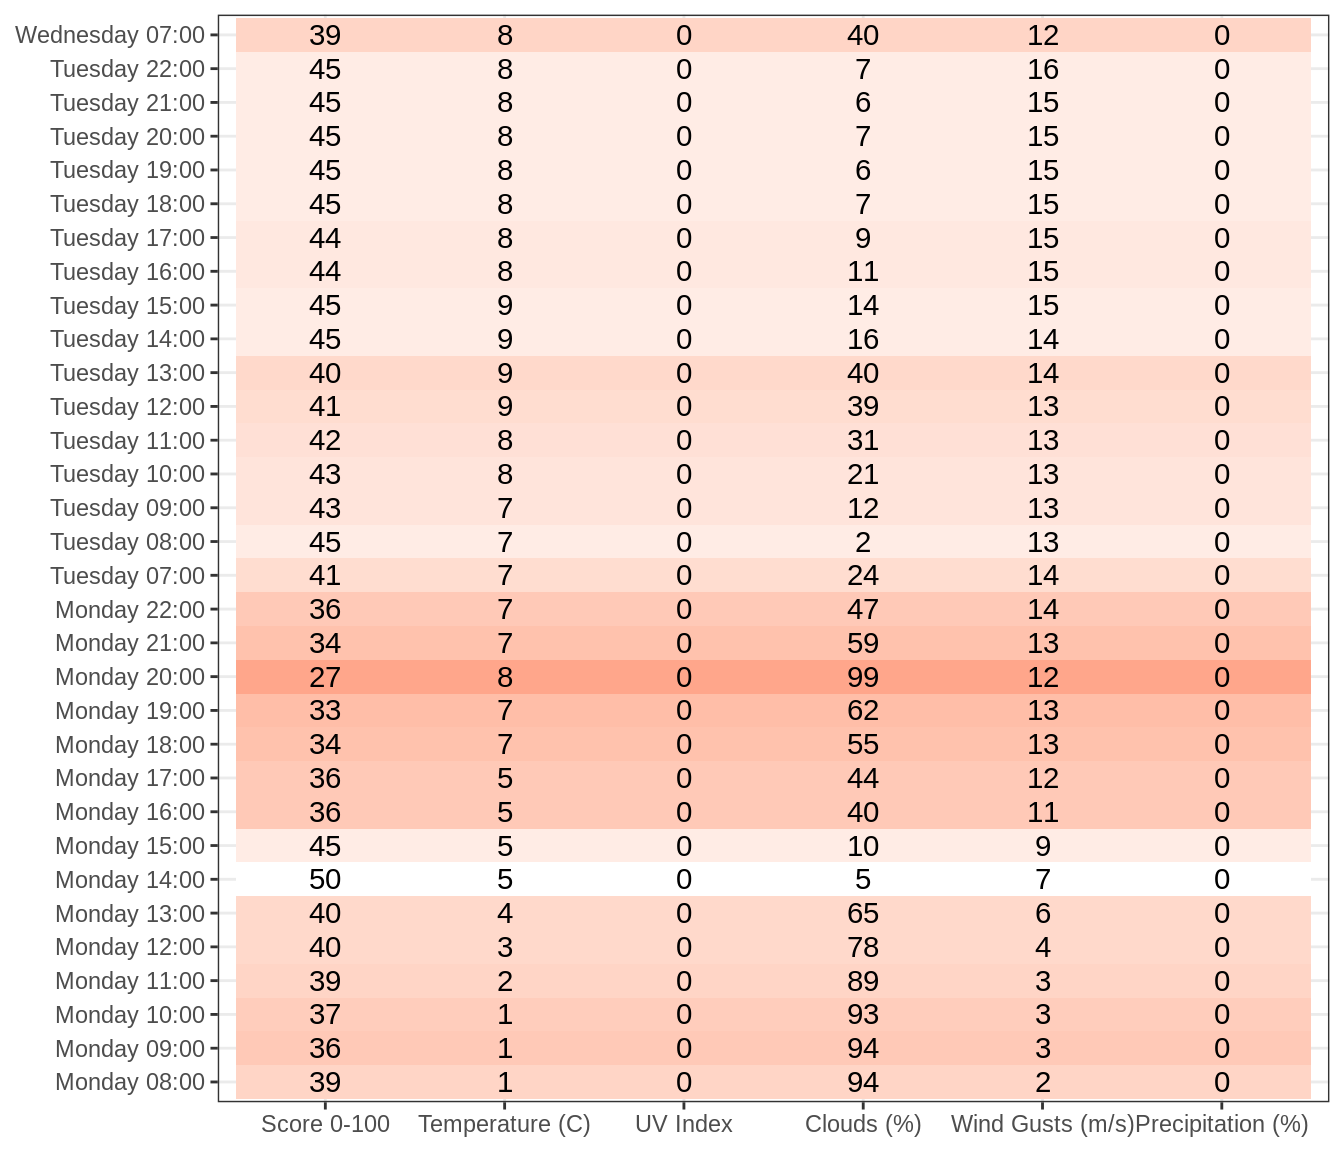 Wednesday 07:00 39 8 0 40 12 0
Tuesday 22:00 45 8 0 7 16 0
Tuesday 21:00 45 8 0 6 15 0
Tuesday 20:00 45 8 0 7 15 0
Tuesday 19:00 45 8 0 6 15 0
Tuesday 18:00 45 8 0 7 15 0
Tuesday 17:00 44 8 0 9 15 0
Tuesday 16:00 44 8 0 11 15 0
Tuesday 15:00 45 9 0 14 15 0
Tuesday 14:00 45 9 0 16 14 0
Tuesday 13:00 40 9 0 40 14 0
Tuesday 12:00 41 9 0 39 13 0
Tuesday 11:00 42 8 0 31 13 0
Tuesday 10:00 43 8 0 21 13 0
Tuesday 09:00 43 7 0 12 13 0
Tuesday 08:00 45 7 0 2 13 0
Tuesday 07:00 41 7 0 24 14 0
Monday 22:00 36 7 0 47 14 0
Monday 21:00 34 7 0 59 13 0
Monday 20:00 27 8 0 99 12 0
Monday 19:00 33 7 0 62 13 0
Monday 18:00 34 7 0 55 13 0
Monday 17:00 36 5 0 44 12 0
Monday 16:00 36 5 0 40 11 0
Monday 15:00 45 5 0 10 9 0
Monday 14:00 50 5 0 5 7 0
Monday 13:00 40 4 0 65 6 0
Monday 12:00 40 3 0 78 4 0
Monday 11:00 39 2 0 89 3 0
Monday 10:00 37 1 0 93 3 0
Monday 09:00 36 1 0 94 3 0
Monday 08:00 39 1 0 94 2 0
Score 0-100 Temperature (C) UV Index Clouds (%) Wind Gusts (m/s) Precipitation (%)